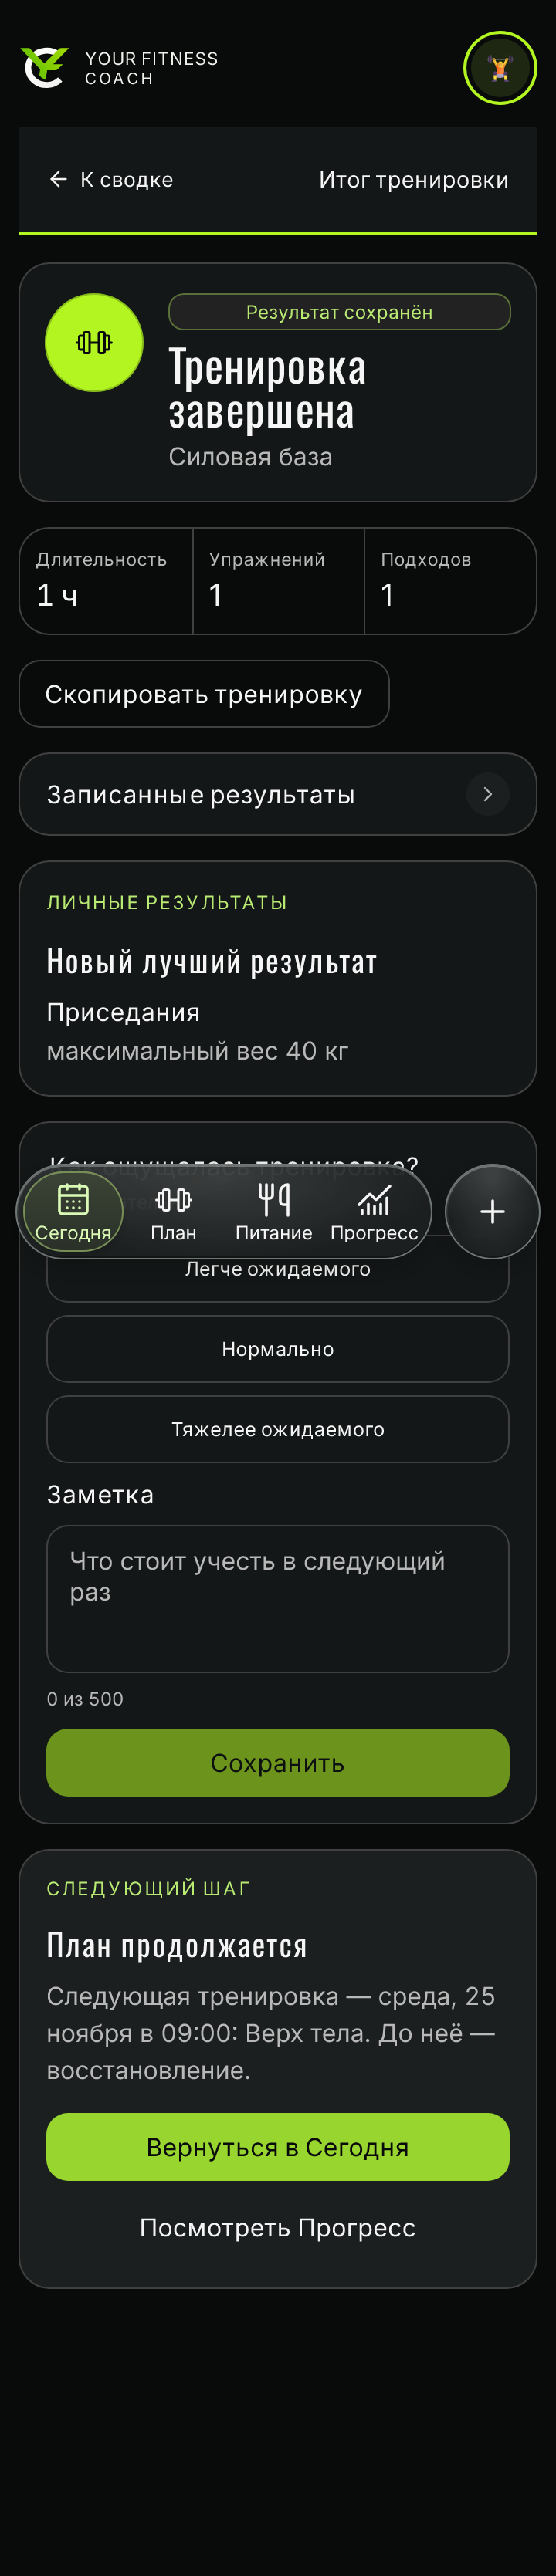 YOUR FITNESS
COACH
К сводке
Итог тренировки
Результат сохранён
Тренировка
завершена
Силовая база
Длительность
1 ч
Упражнений
1
Подходов
1
Скопировать тренировку
Записанные результаты
ЛИЧНЫЕ РЕЗУЛЬТАТЫ
Новый лучший результат
Приседания
максимальный вес 40 кг
Как ощущалась тренировка?
Сегодня
План
Питание
Прогресс
Легче ожидаемого
Нормально
Тяжелее ожидаемого
Заметка
Что стоит учесть в следующий
раз
0 из 500
Сохранить
СЛЕДУЮЩИЙ ШАГ
План продолжается
Следующая тренировка — среда, 25
ноября в 09:00: Верх тела. До неё —
восстановление.
Вернуться в Сегодня
Посмотреть Прогресс